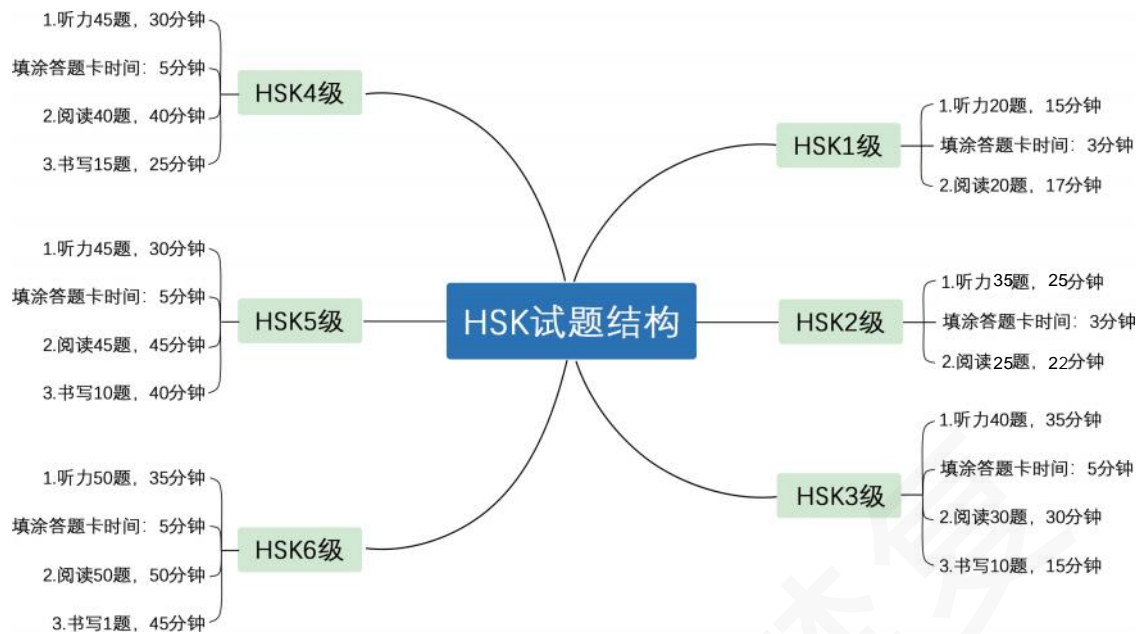 HSK试题结构
HSK1级
1.听力20题，15分钟
填涂答题卡时间：3分钟
2.阅读20题，17分钟
HSK2级
1.听力35题，25分钟
填涂答题卡时间：3分钟
2.阅读25题，22分钟
HSK3级
1.听力40题，35分钟
填涂答题卡时间：5分钟
2.阅读30题，30分钟
3.书写10题，15分钟
HSK4级
1.听力45题，30分钟
填涂答题卡时间：5分钟
2.阅读40题，40分钟
3.书写15题，25分钟
HSK5级
1.听力45题，30分钟
填涂答题卡时间：5分钟
2.阅读45题，45分钟
3.书写10题，40分钟
HSK6级
1.听力50题，35分钟
填涂答题卡时间：5分钟
2.阅读50题，50分钟
3.书写1题，45分钟